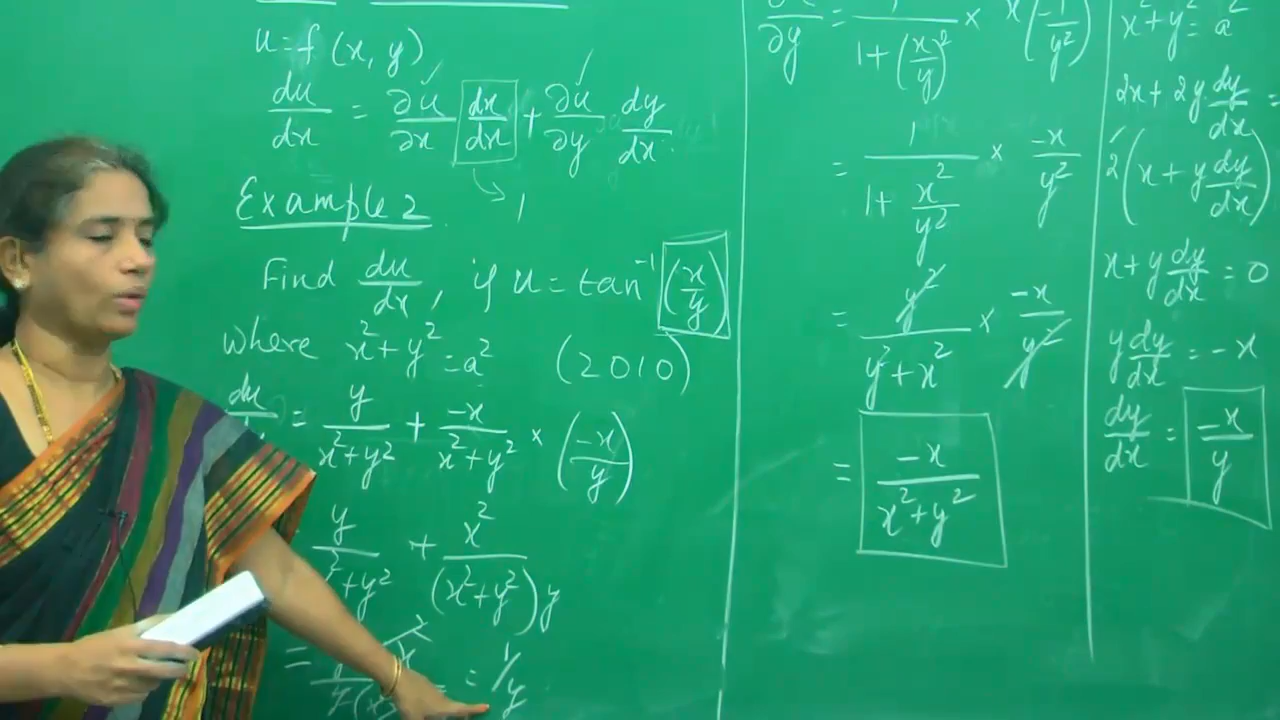 u = f (x, y)
du/dx = ∂u/∂x dx/dx + ∂u/∂y dy/dx
→ 1
Example 2
Find du/dx, if u = tan⁻¹ (x/y)
where x² + y² = a² (2010)
= y/(x² + y²) + -x/(x² + y²) × (-x/y)
+ x²/((x² + y²) y)
= = 1/y
= 1/(1 + (x/y)²) × x(-1/y²)
= 1/(1 + x²/y²) × -x/y²
= y²/(y² + x²) × -x/y²
= -x/(x² + y²)
x² + y² = a²
2x + 2y dy/dx =
2(x + y dy/dx)
x + y dy/dx = 0
y dy/dx = -x
dy/dx = -x/y